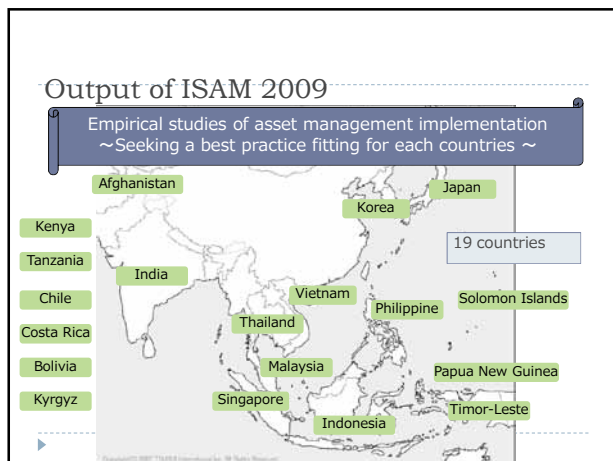 Output of ISAM 2009
Empirical studies of asset management implementation
～Seeking a best practice fitting for each countries ～
Afghanistan
Japan
Korea
Kenya
19 countries
Tanzania
India
Chile
Vietnam
Philippine
Solomon Islands
Thailand
Costa Rica
Bolivia
Malaysia
Papua New Guinea
Kyrgyz
Singapore
Timor-Leste
Indonesia